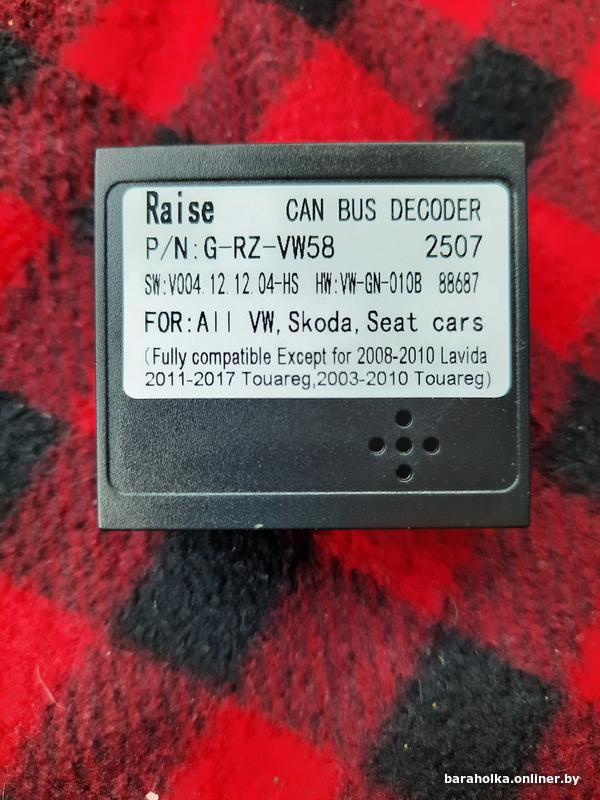 Raise CAN BUS DECODER
P/N:G-RZ-VW58 2507
SW:V004.12.12.04-HS HW:VW-GN-010B 88687
FOR:All VW,Skoda,Seat cars
(Fully compatible Except for 2008-2010 Lavida
2011-2017 Touareg,2003-2010 Touareg)
baraholka.onliner.by